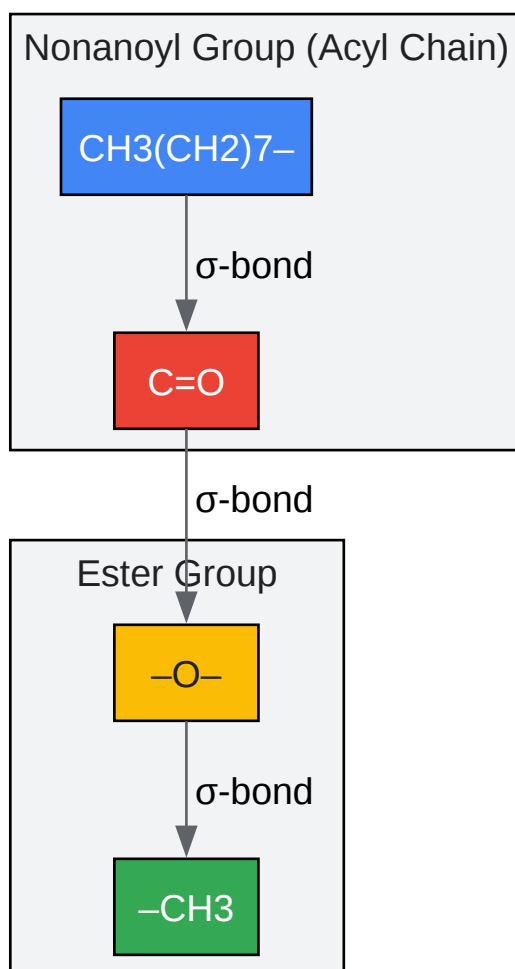 Nonanoyl Group (Acyl Chain)
CH3(CH2)7–
σ-bond
C=O
σ-bond
Ester Group
–O–
σ-bond
–CH3